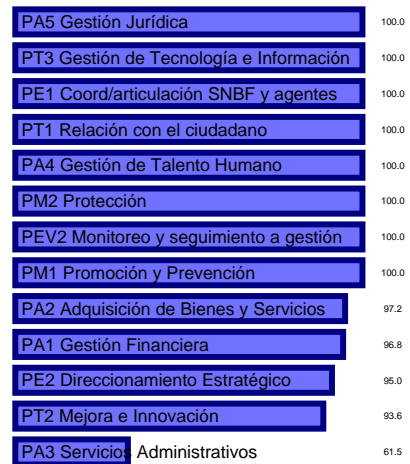 PA5 Gestión Jurídica 100.0
PT3 Gestión de Tecnología e Información 100.0
PE1 Coord/articulación SNBF y agentes 100.0
PT1 Relación con el ciudadano 100.0
PA4 Gestión de Talento Humano 100.0
PM2 Protección 100.0
PEV2 Monitoreo y seguimiento a gestión 100.0
PM1 Promoción y Prevención 100.0
PA2 Adquisición de Bienes y Servicios 97.2
PA1 Gestión Financiera 96.8
PE2 Direccionamiento Estratégico 95.0
PT2 Mejora e Innovación 93.6
PA3 Servicios Administrativos 61.5